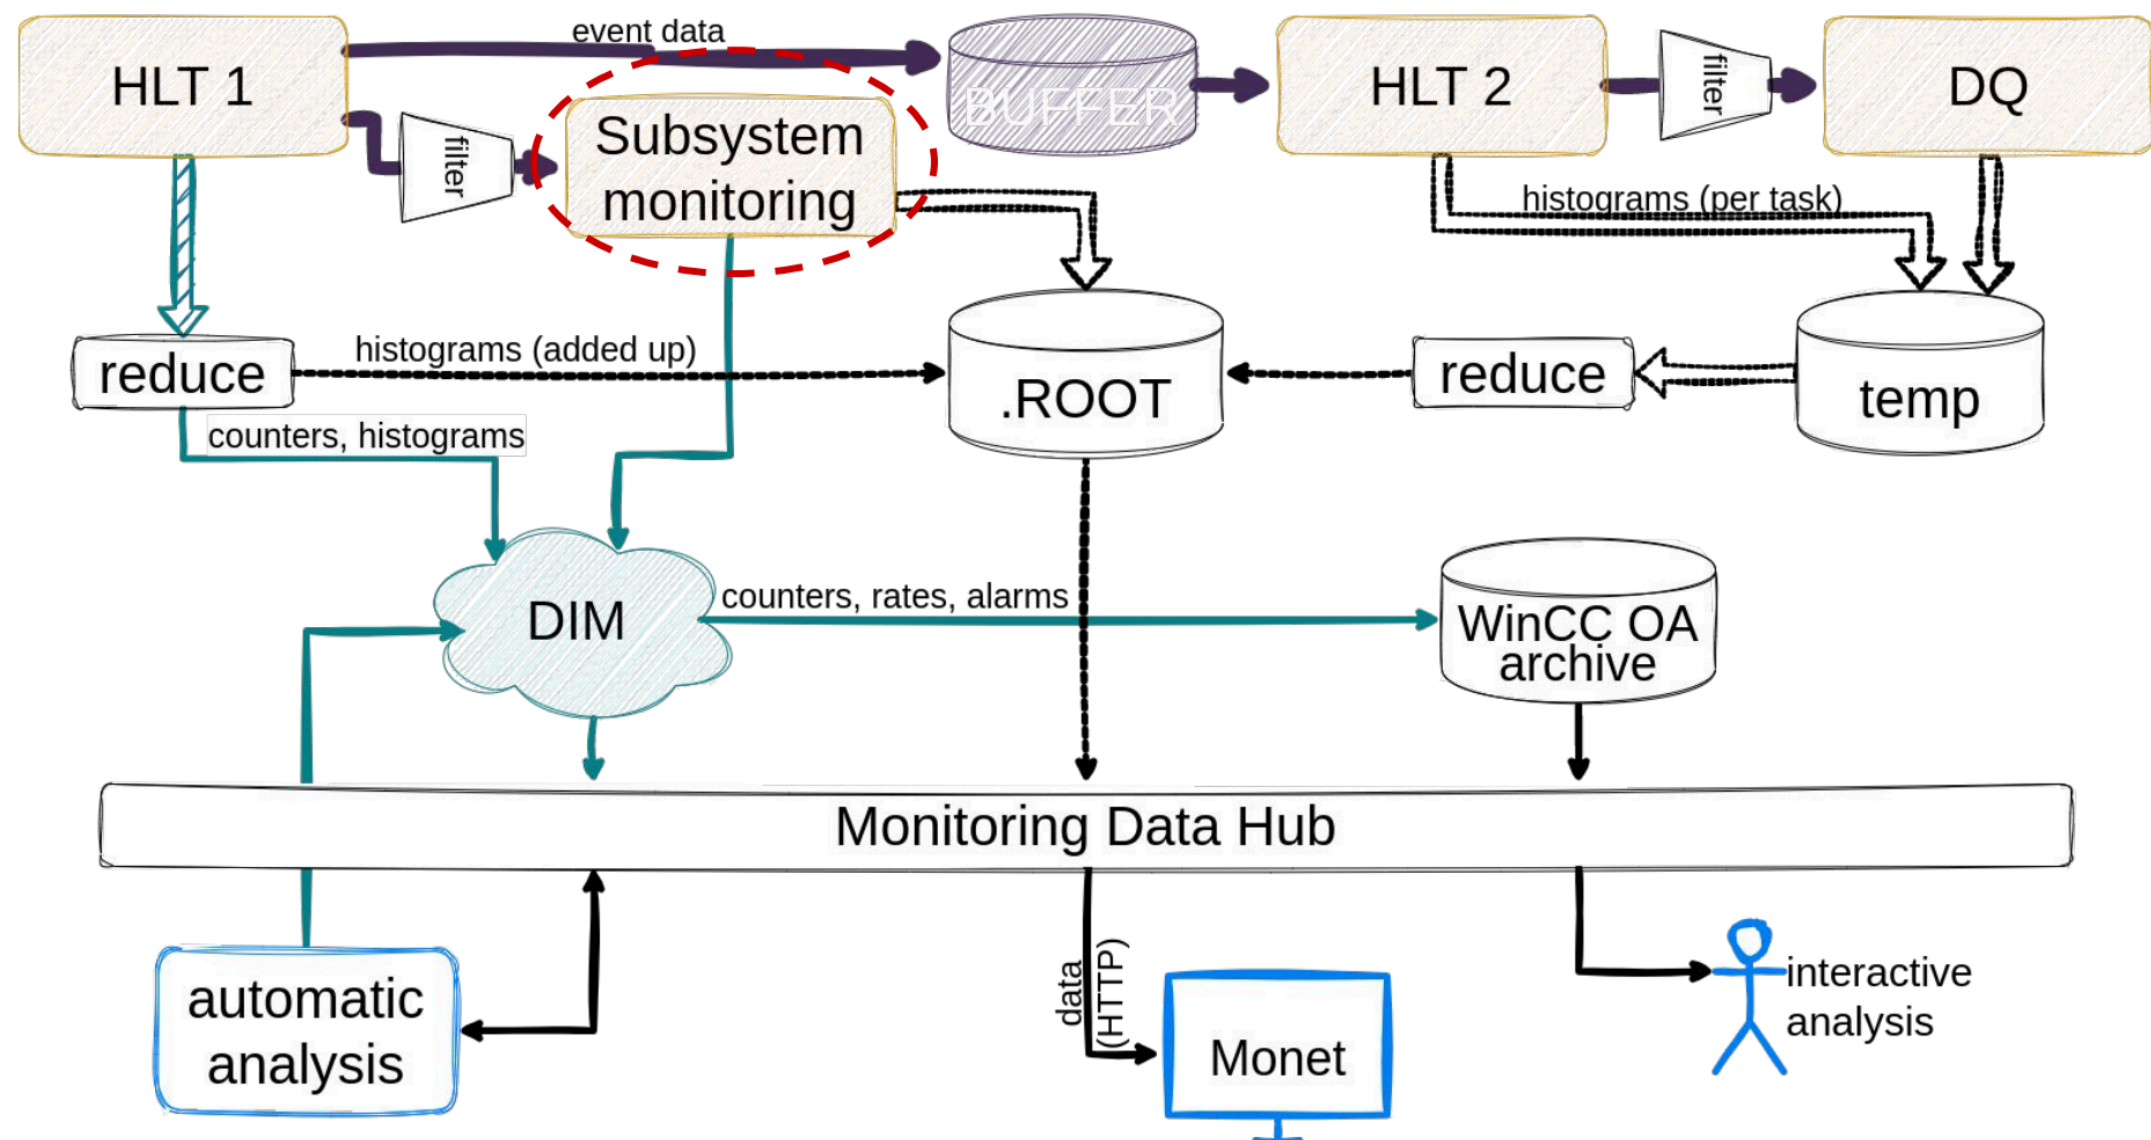 event data
HLT 1
BUFFER
HLT 2
filter
DQ
Subsystem
monitoring
filter
histograms (per task)
reduce
histograms (added up)
.ROOT
reduce
temp
counters, histograms
DIM
counters, rates, alarms
WinCC OA
archive
Monitoring Data Hub
automatic
analysis
data
(HTTP)
Monet
interactive
analysis